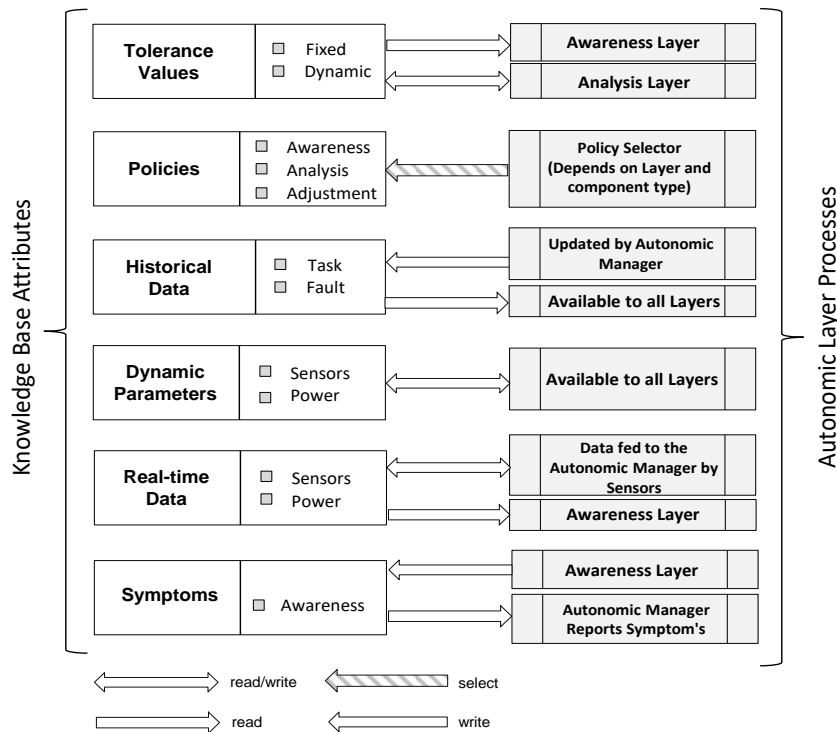 Knowledge Base Attributes
Autonomic Layer Processes
Tolerance
Values
Fixed
Dynamic
Awareness Layer
Analysis Layer
Policies
Awareness
Analysis
Adjustment
Policy Selector
(Depends on Layer and
component type)
Historical
Data
Task
Fault
Updated by Autonomic
Manager
Available to all Layers
Dynamic
Parameters
Sensors
Power
Available to all Layers
Real-time
Data
Sensors
Power
Data fed to the
Autonomic Manager by
Sensors
Awareness Layer
Symptoms
Awareness
Awareness Layer
Autonomic Manager
Reports Symptom's
read/write
select
read
write